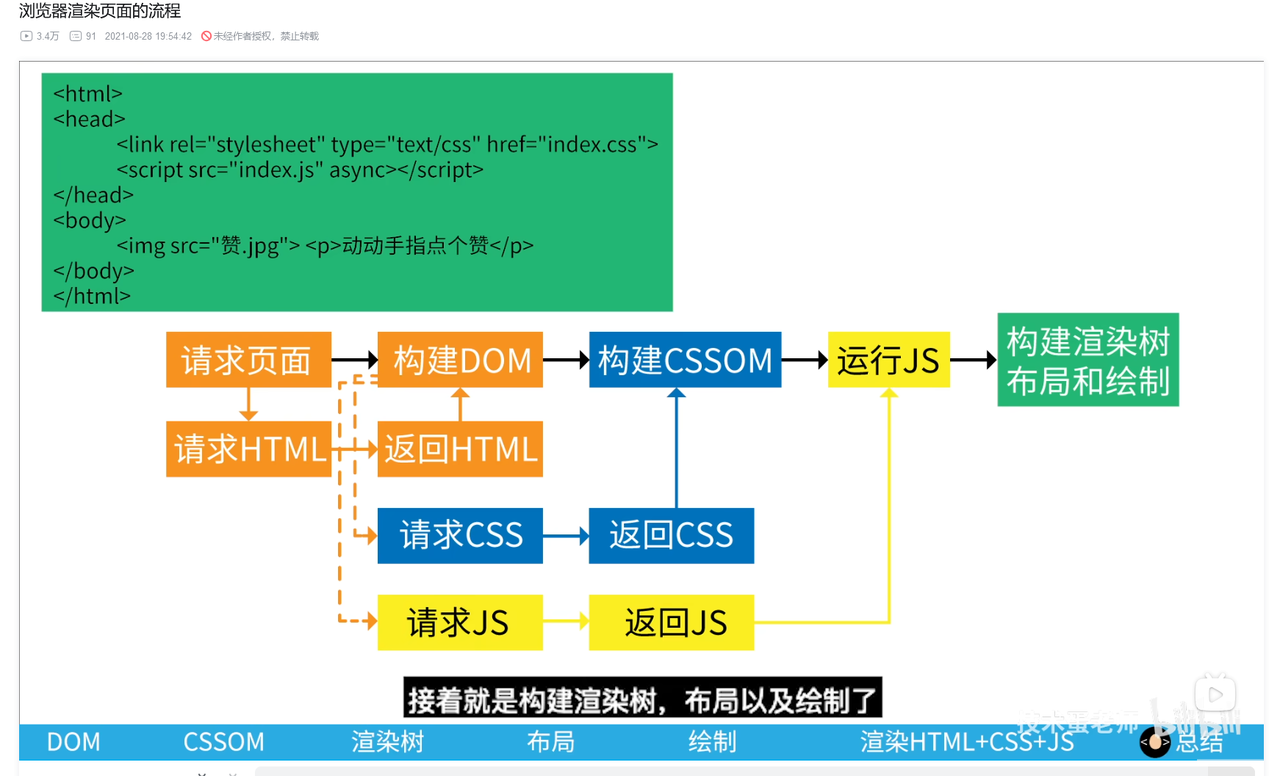 浏览器渲染页面的流程
3.4万 91 2021-08-28 19:54:42 未经作者授权，禁止转载
<html>
<head>
<link rel="stylesheet" type="text/css" href="index.css">
<script src="index.js" async></script>
</head>
<body>
<img src="赞.jpg"> <p>动动手指点个赞</p>
</body>
</html>
请求页面 构建DOM 构建CSSOM 运行JS 构建渲染树
布局和绘制
请求HTML 返回HTML
请求CSS 返回CSS
请求JS 返回JS
接着就是构建渲染树，布局以及绘制了
技术蛋老师 bilibili
DOM CSSOM 渲染树 布局 绘制 渲染HTML+CSS+JS 总结